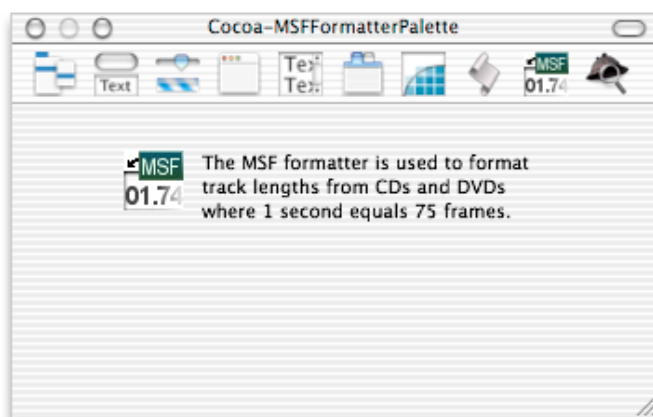 Cocoa-MSFFormatterPalette
Text
Tex
Tex
MSF
01.74
MSF
01.74
The MSF formatter is used to format
track lengths from CDs and DVDs
where 1 second equals 75 frames.